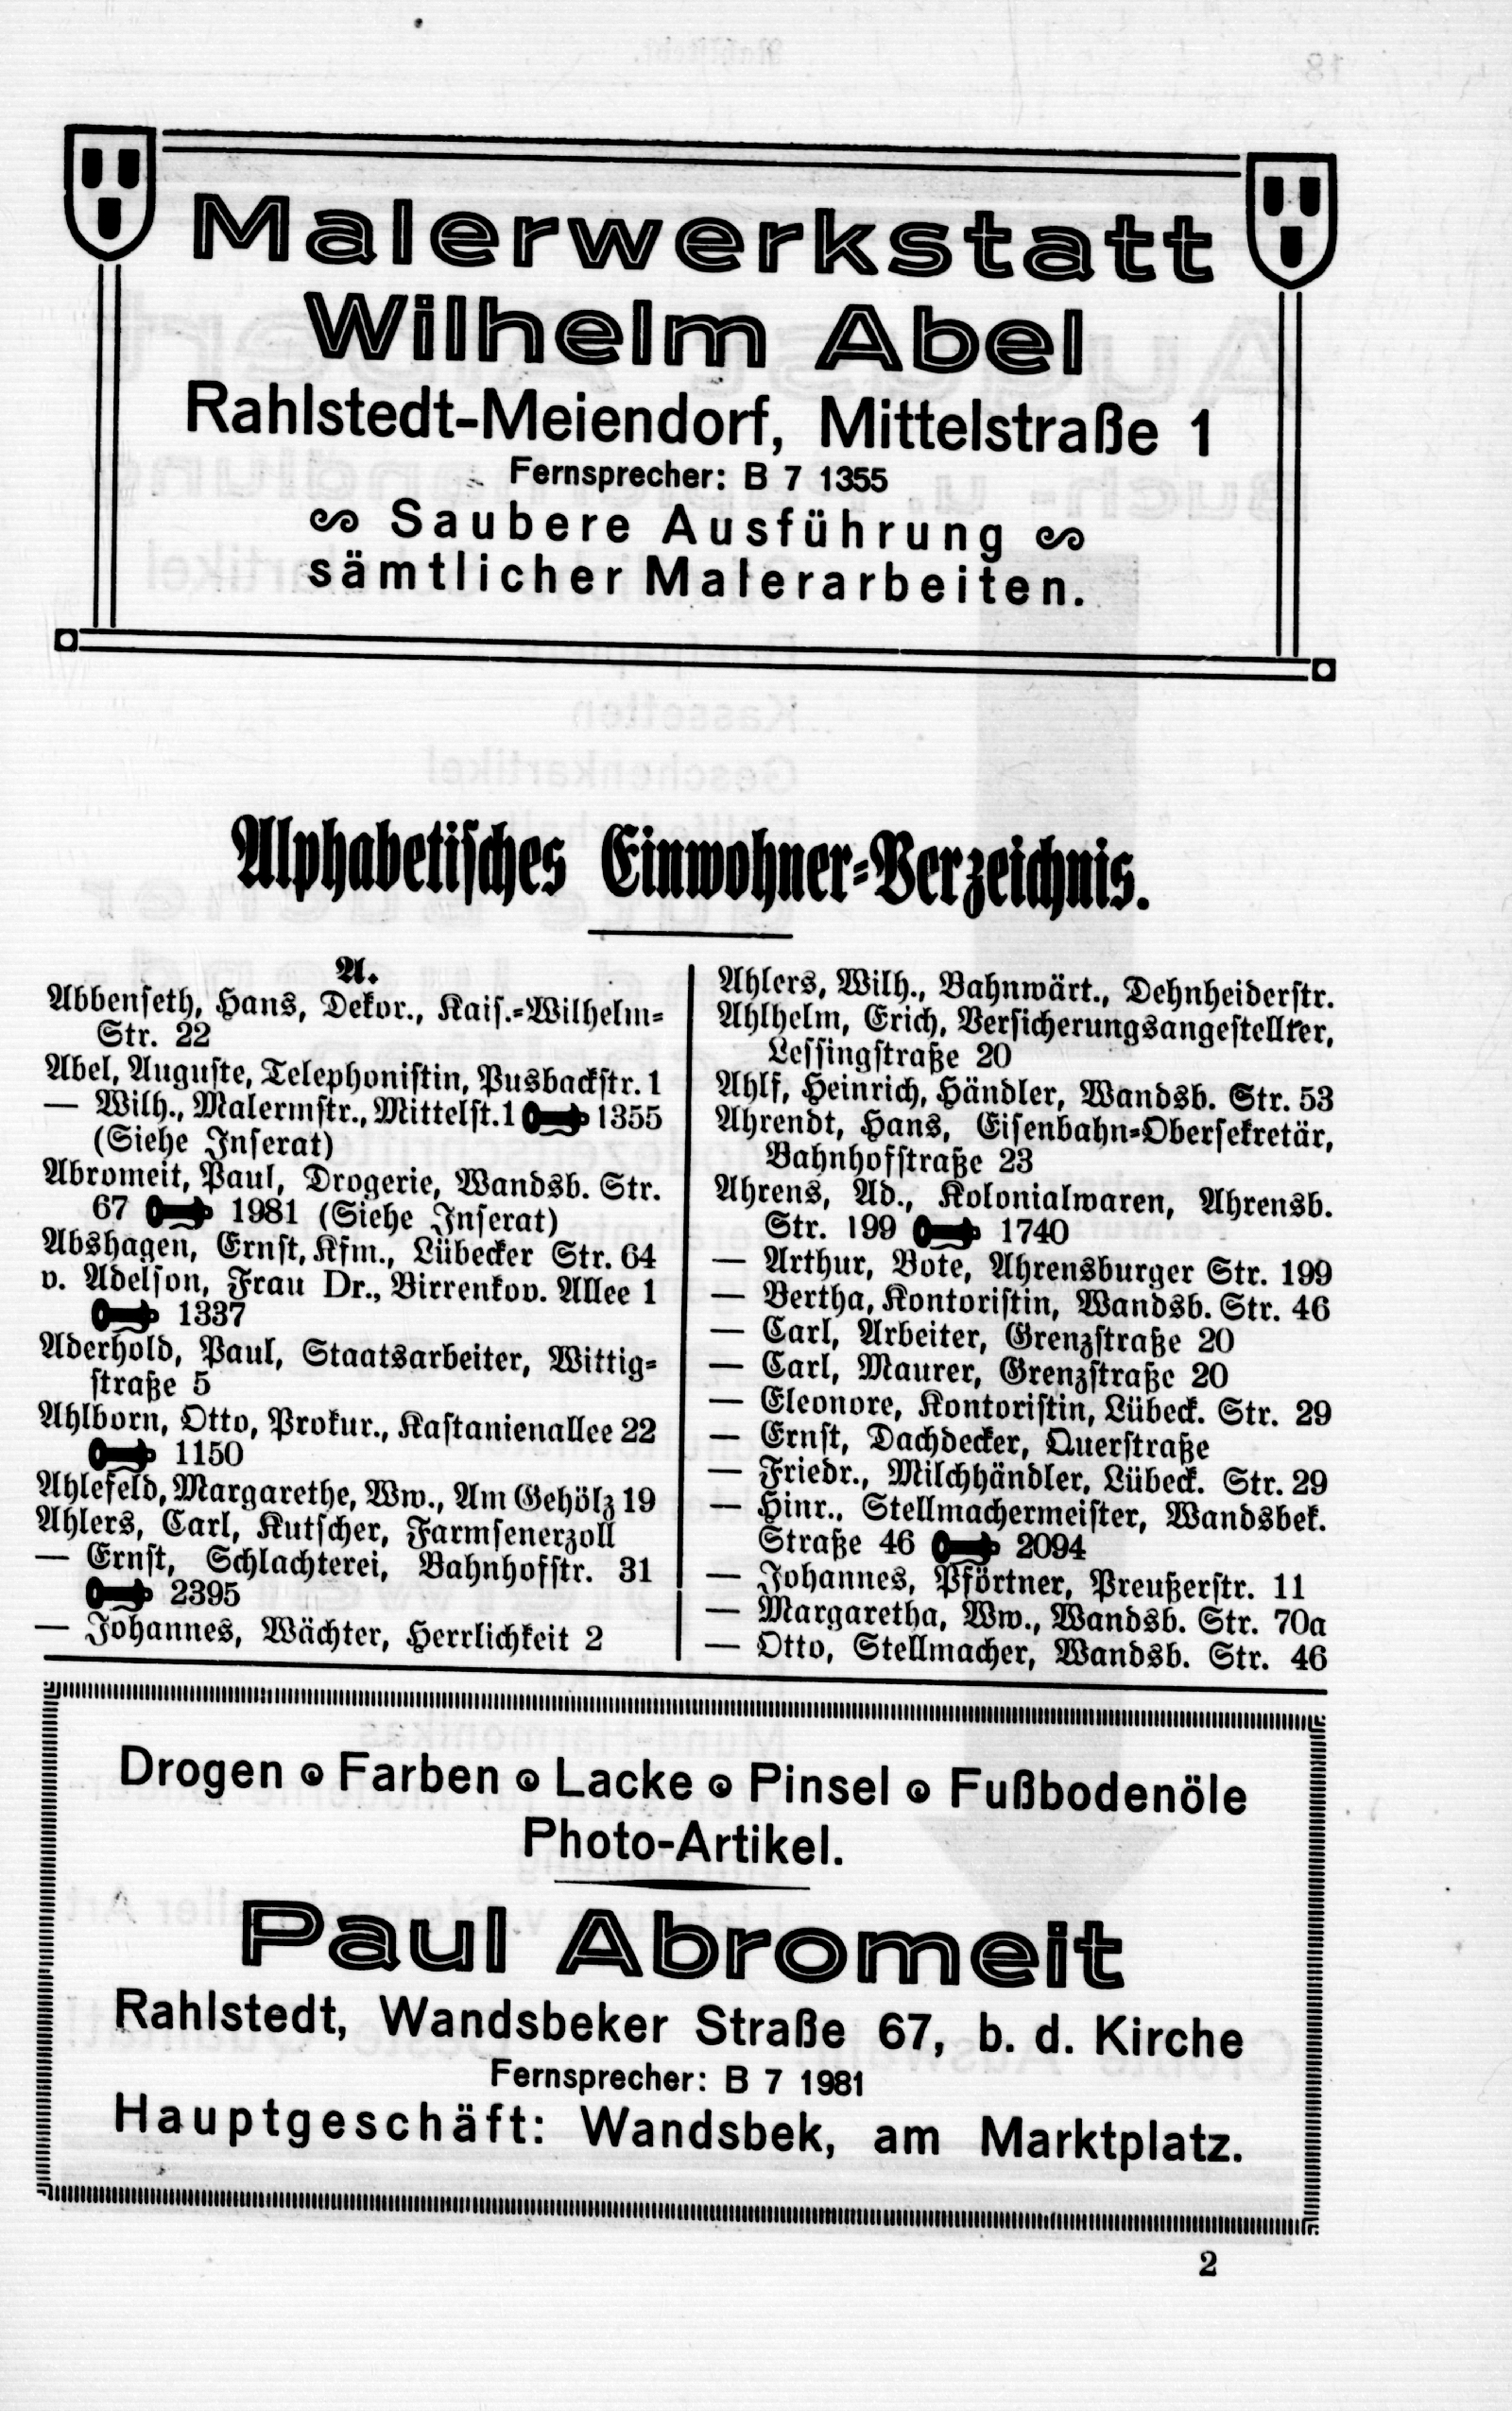 Malerwerkstatt
Wilhelm Abel
Rahlstedt-Meiendorf, Mittelstraße 1
Fernsprecher: B 7 1355
Saubere Ausführung
sämtlicher Malerarbeiten.
Alphabetisches Einwohner-Verzeichnis.
A.
Abbenseth, Hans, Dekor., Kais.-Wilhelm-
Str. 22
Abel, Auguste, Telephonistin, Pusbackstr. 1
— Wilh., Malermstr., Mittelst. 1 1355
(Siehe Inserat)
Abromeit, Paul, Drogerie, Wandsb. Str.
67 1981 (Siehe Inserat)
Abshagen, Ernst, Kfm., Lübecker Str. 64
v. Adelson, Frau Dr., Birrenkov. Allee 1
1337
Aderhold, Paul, Staatsarbeiter, Wittig-
straße 5
Ahlborn, Otto, Prokur., Kastanienallee 22
1150
Ahlefeld, Margarethe, Ww., Am Gehölz 19
Ahlers, Carl, Kutscher, Farmsenerzoll
— Ernst, Schlachterei, Bahnhofstr. 31
2395
— Johannes, Wächter, Herrlichkeit 2
Ahlers, Wilh., Bahnwärt., Dehnheiderstr.
Ahlhelm, Erich, Versicherungsangestellter,
Lessingstraße 20
Ahlf, Heinrich, Händler, Wandsb. Str. 53
Ahrendt, Hans, Eisenbahn-Obersekretär,
Bahnhofstraße 23
Ahrens, Ad., Kolonialwaren, Ahrensb.
Str. 199 1740
— Arthur, Bote, Ahrensburger Str. 199
— Bertha, Kontoristin, Wandsb. Str. 46
— Carl, Arbeiter, Grenzstraße 20
— Carl, Maurer, Grenzstraße 20
— Eleonore, Kontoristin, Lübeck. Str. 29
— Ernst, Dachdecker, Querstraße
— Friedr., Milchhändler, Lübeck. Str. 29
— Hinr., Stellmachermeister, Wandsbek.
Straße 46 2094
— Johannes, Pförtner, Preußerstr. 11
— Margaretha, Ww., Wandsb. Str. 70a
— Otto, Stellmacher, Wandsb. Str. 46
Drogen Farben Lacke Pinsel Fußbodenöle
Photo-Artikel.
Paul Abromeit
Rahlstedt, Wandsbeker Straße 67, b. d. Kirche
Fernsprecher: B 7 1981
Hauptgeschäft: Wandsbek, am Marktplatz.
2